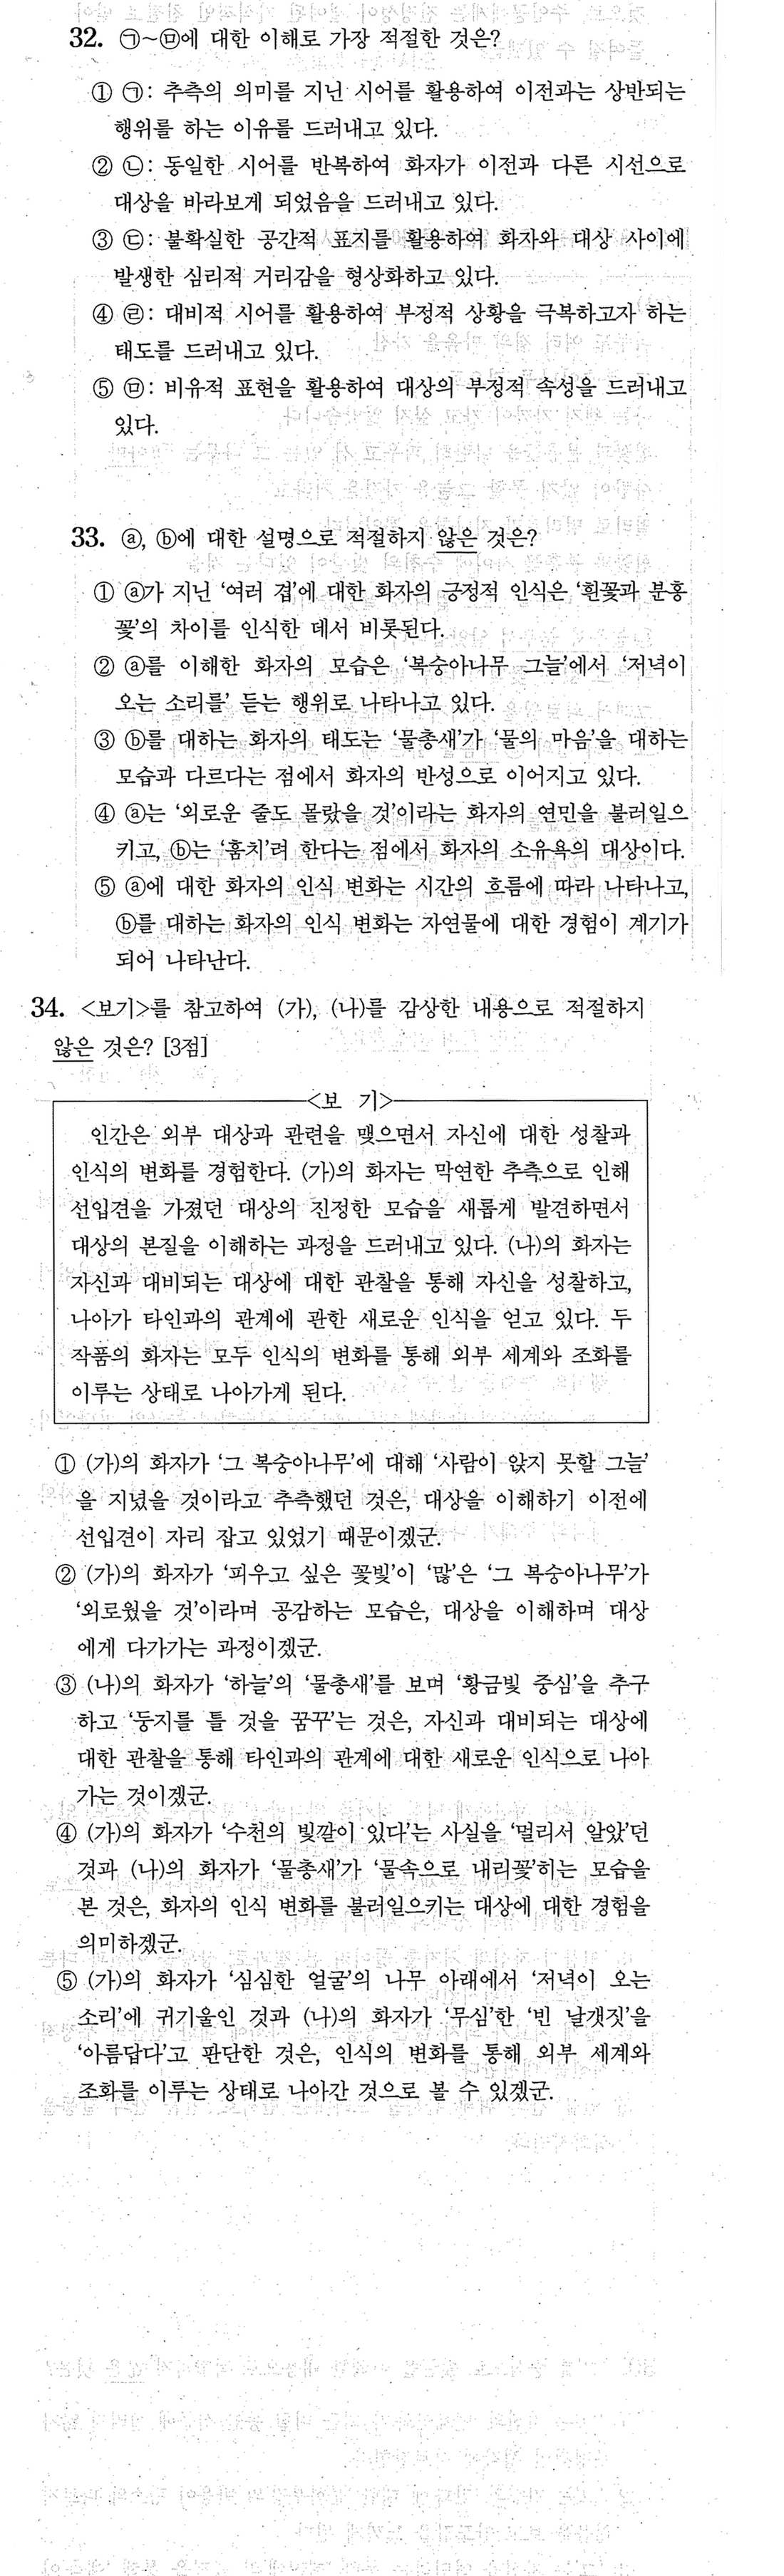 32. ㉠~㉤에 대한 이해로 가장 적절한 것은?
① ㉠: 추측의 의미를 지닌 시어를 활용하여 이전과는 상반되는
행위를 하는 이유를 드러내고 있다.
② ㉡: 동일한 시어를 반복하여 화자가 이전과 다른 시선으로
대상을 바라보게 되었음을 드러내고 있다.
③ ㉢: 불확실한 공간적 표지를 활용하여 화자와 대상 사이에
발생한 심리적 거리감을 형상화하고 있다.
④ ㉣: 대비적 시어를 활용하여 부정적 상황을 극복하고자 하는
태도를 드러내고 있다.
⑤ ㉤: 비유적 표현을 활용하여 대상의 부정적 속성을 드러내고
있다.
33. ⓐ, ⓑ에 대한 설명으로 적절하지 않은 것은?
① ⓐ가 지닌 ‘여러 겹’에 대한 화자의 긍정적 인식은 ‘흰꽃과 분홍
꽃’의 차이를 인식한 데서 비롯된다.
② ⓐ를 이해한 화자의 모습은 ‘복숭아나무 그늘’에서 ‘저녁이
오는 소리를’ 듣는 행위로 나타나고 있다.
③ ⓑ를 대하는 화자의 태도는 ‘물총새’가 ‘물의 마음’을 대하는
모습과 다르다는 점에서 화자의 반성으로 이어지고 있다.
④ ⓐ는 ‘외로운 줄도 몰랐을 것’이라는 화자의 연민을 불러일으
키고, ⓑ는 ‘훔치’려 한다는 점에서 화자의 소유욕의 대상이다.
⑤ ⓐ에 대한 화자의 인식 변화는 시간의 흐름에 따라 나타나고,
ⓑ를 대하는 화자의 인식 변화는 자연물에 대한 경험이 계기가
되어 나타난다.
34. <보기>를 참고하여 (가), (나)를 감상한 내용으로 적절하지
않은 것은? [3점]
<보 기>
인간은 외부 대상과 관련을 맺으면서 자신에 대한 성찰과
인식의 변화를 경험한다. (가)의 화자는 막연한 추측으로 인해
선입견을 가졌던 대상의 진정한 모습을 새롭게 발견하면서
대상의 본질을 이해하는 과정을 드러내고 있다. (나)의 화자는
자신과 대비되는 대상에 대한 관찰을 통해 자신을 성찰하고,
나아가 타인과의 관계에 관한 새로운 인식을 얻고 있다. 두
작품의 화자는 모두 인식의 변화를 통해 외부 세계와 조화를
이루는 상태로 나아가게 된다.
① (가)의 화자가 ‘그 복숭아나무’에 대해 ‘사람이 앉지 못할 그늘’
을 지녔을 것이라고 추측했던 것은, 대상을 이해하기 이전에
선입견이 자리 잡고 있었기 때문이겠군.
② (가)의 화자가 ‘피우고 싶은 꽃빛’이 ‘많’은 ‘그 복숭아나무’가
‘외로웠을 것’이라며 공감하는 모습은, 대상을 이해하며 대상
에게 다가가는 과정이겠군.
③ (나)의 화자가 ‘하늘’의 ‘물총새’를 보며 ‘황금빛 중심’을 추구
하고 ‘둥지를 틀 것을 꿈꾸’는 것은, 자신과 대비되는 대상에
대한 관찰을 통해 타인과의 관계에 대한 새로운 인식으로 나아
가는 것이겠군.
④ (가)의 화자가 ‘수천의 빛깔이 있다’는 사실을 ‘멀리서 알았’던
것과 (나)의 화자가 ‘물총새’가 ‘물속으로 내리꽂’히는 모습을
본 것은, 화자의 인식 변화를 불러일으키는 대상에 대한 경험을
의미하겠군.
⑤ (가)의 화자가 ‘심심한 얼굴’의 나무 아래에서 ‘저녁이 오는
소리’에 귀기울인 것과 (나)의 화자가 ‘무심’한 ‘빈 날갯짓’을
‘아름답다’고 판단한 것은, 인식의 변화를 통해 외부 세계와
조화를 이루는 상태로 나아간 것으로 볼 수 있겠군.